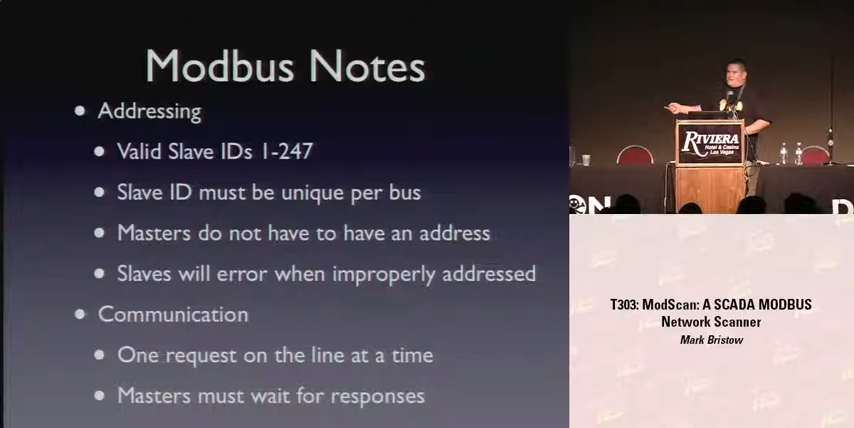 Modbus Notes
Addressing
Valid Slave IDs 1-247
Slave ID must be unique per bus
Masters do not have to have an address
Slaves will error when improperly addressed
Communication
One request on the line at a time
Masters must wait for responses
RIVIERA
Hotel & Casino
Las Vegas
ON
D
T303: ModScan: A SCADA MODBUS
Network Scanner
Mark Bristow